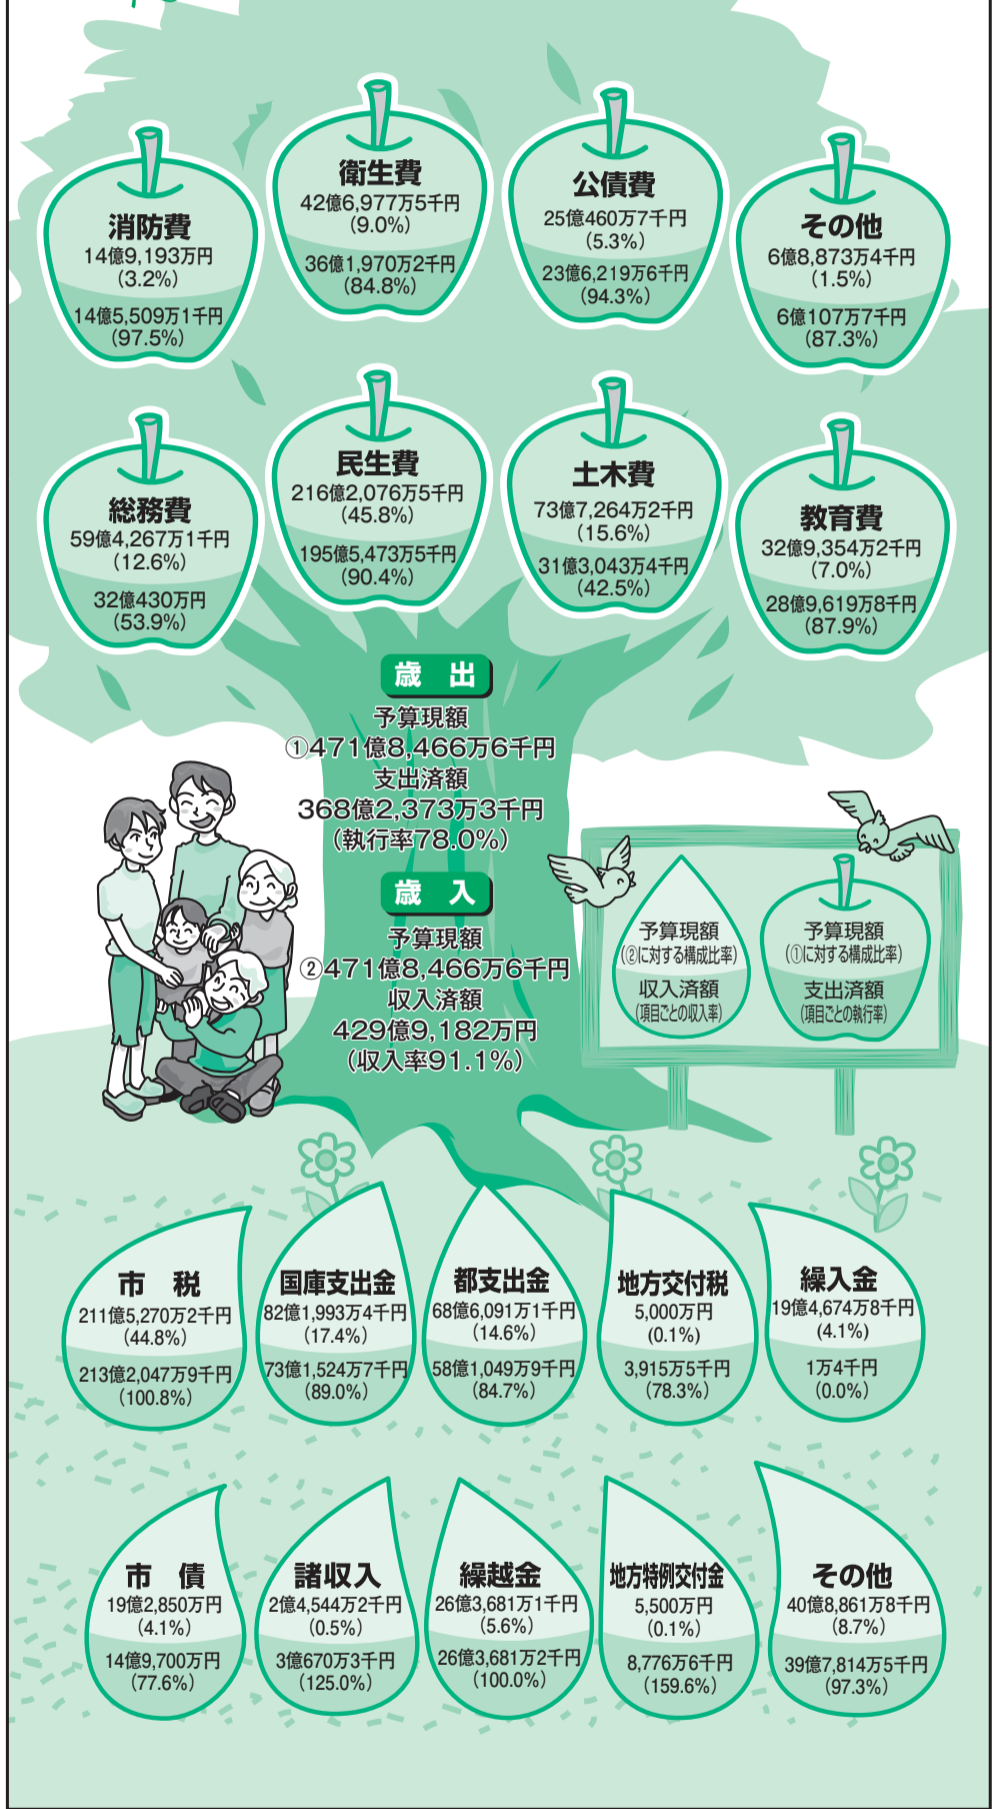 消防費
14億9,193万円
(3.2%)
14億5,509万1千円
(97.5%)
衛生費
42億6,977万5千円
(9.0%)
36億1,970万2千円
(84.8%)
公債費
25億460万7千円
(5.3%)
23億6,219万6千円
(94.3%)
その他
6億8,873万4千円
(1.5%)
6億107万7千円
(87.3%)
総務費
59億4,267万1千円
(12.6%)
32億430万円
(53.9%)
民生費
216億2,076万5千円
(45.8%)
195億5,473万5千円
(90.4%)
土木費
73億7,264万2千円
(15.6%)
31億3,043万4千円
(42.5%)
教育費
32億9,354万2千円
(7.0%)
28億9,619万8千円
(87.9%)
歳 出
予算現額
①471億8,466万6千円
支出済額
368億2,373万3千円
(執行率78.0%)
歳 入
予算現額
②471億8,466万6千円
収入済額
429億9,182万円
(収入率91.1%)
予算現額
(②に対する構成比率)
収入済額
(項目ごとの収入率)
予算現額
(①に対する構成比率)
支出済額
(項目ごとの執行率)
市 税
211億5,270万2千円
(44.8%)
213億2,047万9千円
(100.8%)
国庫支出金
82億1,993万4千円
(17.4%)
73億1,524万7千円
(89.0%)
都支出金
68億6,091万1千円
(14.6%)
58億1,049万9千円
(84.7%)
地方交付税
5,000万円
(0.1%)
3,915万5千円
(78.3%)
繰入金
19億4,674万8千円
(4.1%)
1万4千円
(0.0%)
市 債
19億2,850万円
(4.1%)
14億9,700万円
(77.6%)
諸収入
2億4,544万2千円
(0.5%)
3億670万3千円
(125.0%)
繰越金
26億3,681万1千円
(5.6%)
26億3,681万2千円
(100.0%)
地方特例交付金
5,500万円
(0.1%)
8,776万6千円
(159.6%)
その他
40億8,861万8千円
(8.7%)
39億7,814万5千円
(97.3%)